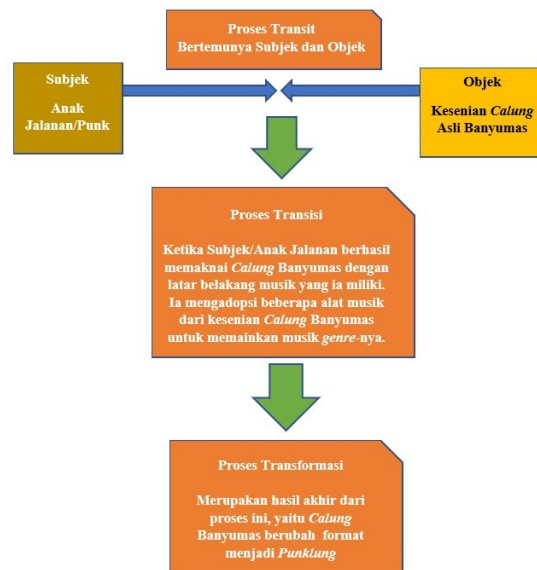 Proses Transit
Bertemunya Subjek dan Objek
Subjek
Anak
Jalanan/Punk
Objek
Kesenian Calung
Asli Banyumas
Proses Transisi
Ketika Subjek/Anak Jalanan berhasil
memaknai Calung Banyumas dengan
latar belakang musik yang ia miliki.
Ia mengadopsi beberapa alat musik
dari kesenian Calung Banyumas
untuk memainkan musik genre-nya.
Proses Transformasi
Merupakan hasil akhir dari
proses ini, yaitu Calung
Banyumas berubah format
menjadi Punklung